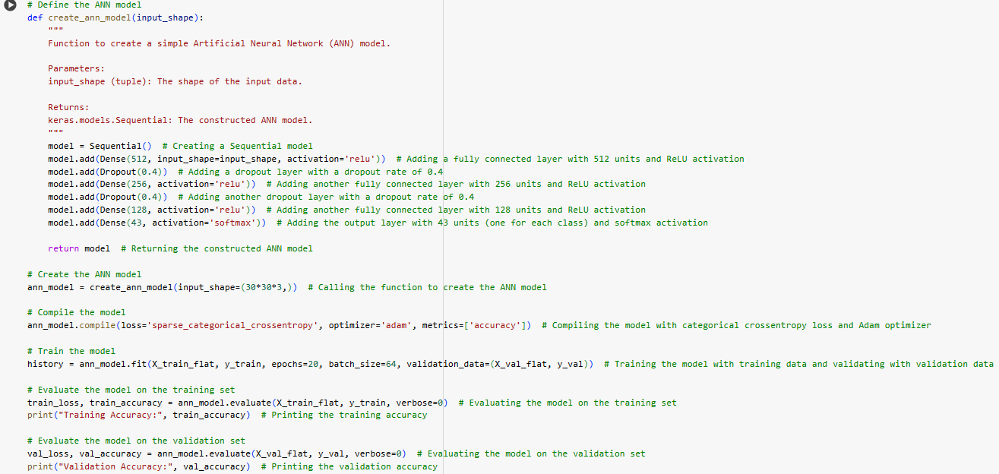 # Define the ANN model
def create_ann_model(input_shape):
    """
    Function to create a simple Artificial Neural Network (ANN) model.

    Parameters:
    input_shape (tuple): The shape of the input data.

    Returns:
    keras.models.Sequential: The constructed ANN model.
    """
    model = Sequential()  # Creating a Sequential model
    model.add(Dense(512, input_shape=input_shape, activation='relu'))  # Adding a fully connected layer with 512 units and ReLU activation
    model.add(Dropout(0.4))  # Adding a dropout layer with a dropout rate of 0.4
    model.add(Dense(256, activation='relu'))  # Adding another fully connected layer with 256 units and ReLU activation
    model.add(Dropout(0.4))  # Adding another dropout layer with a dropout rate of 0.4
    model.add(Dense(128, activation='relu'))  # Adding another fully connected layer with 128 units and ReLU activation
    model.add(Dense(43, activation='softmax'))  # Adding the output layer with 43 units (one for each class) and softmax activation

    return model  # Returning the constructed ANN model

# Create the ANN model
ann_model = create_ann_model(input_shape=(30*30*3,))  # Calling the function to create the ANN model

# Compile the model
ann_model.compile(loss='sparse_categorical_crossentropy', optimizer='adam', metrics=['accuracy'])  # Compiling the model with categorical crossentropy loss and Adam optimizer

# Train the model
history = ann_model.fit(X_train_flat, y_train, epochs=20, batch_size=64, validation_data=(X_val_flat, y_val))  # Training the model with training data and validating with validation data

# Evaluate the model on the training set
train_loss, train_accuracy = ann_model.evaluate(X_train_flat, y_train, verbose=0)  # Evaluating the model on the training set
print("Training Accuracy:", train_accuracy)  # Printing the training accuracy

# Evaluate the model on the validation set
val_loss, val_accuracy = ann_model.evaluate(X_val_flat, y_val, verbose=0)  # Evaluating the model on the validation set
print("Validation Accuracy:", val_accuracy)  # Printing the validation accuracy